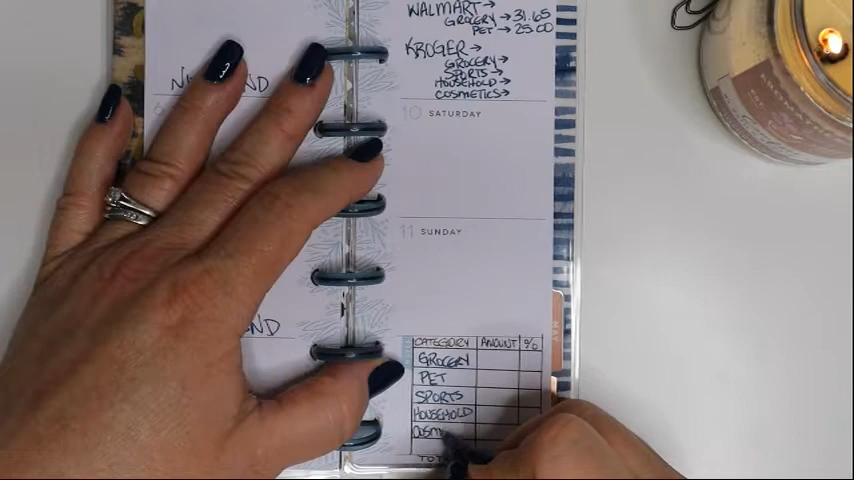 WALMART →
GROCERY → 31.65
PET → 25.00
KROGER →
GROCERY →
SPORTS →
HOUSEHOLD →
COSMETICS →
10 SATURDAY
11 SUNDAY
CATEGORY AMOUNT %
GROCERY
PET
SPORTS
HOUSEHOLD
MAY